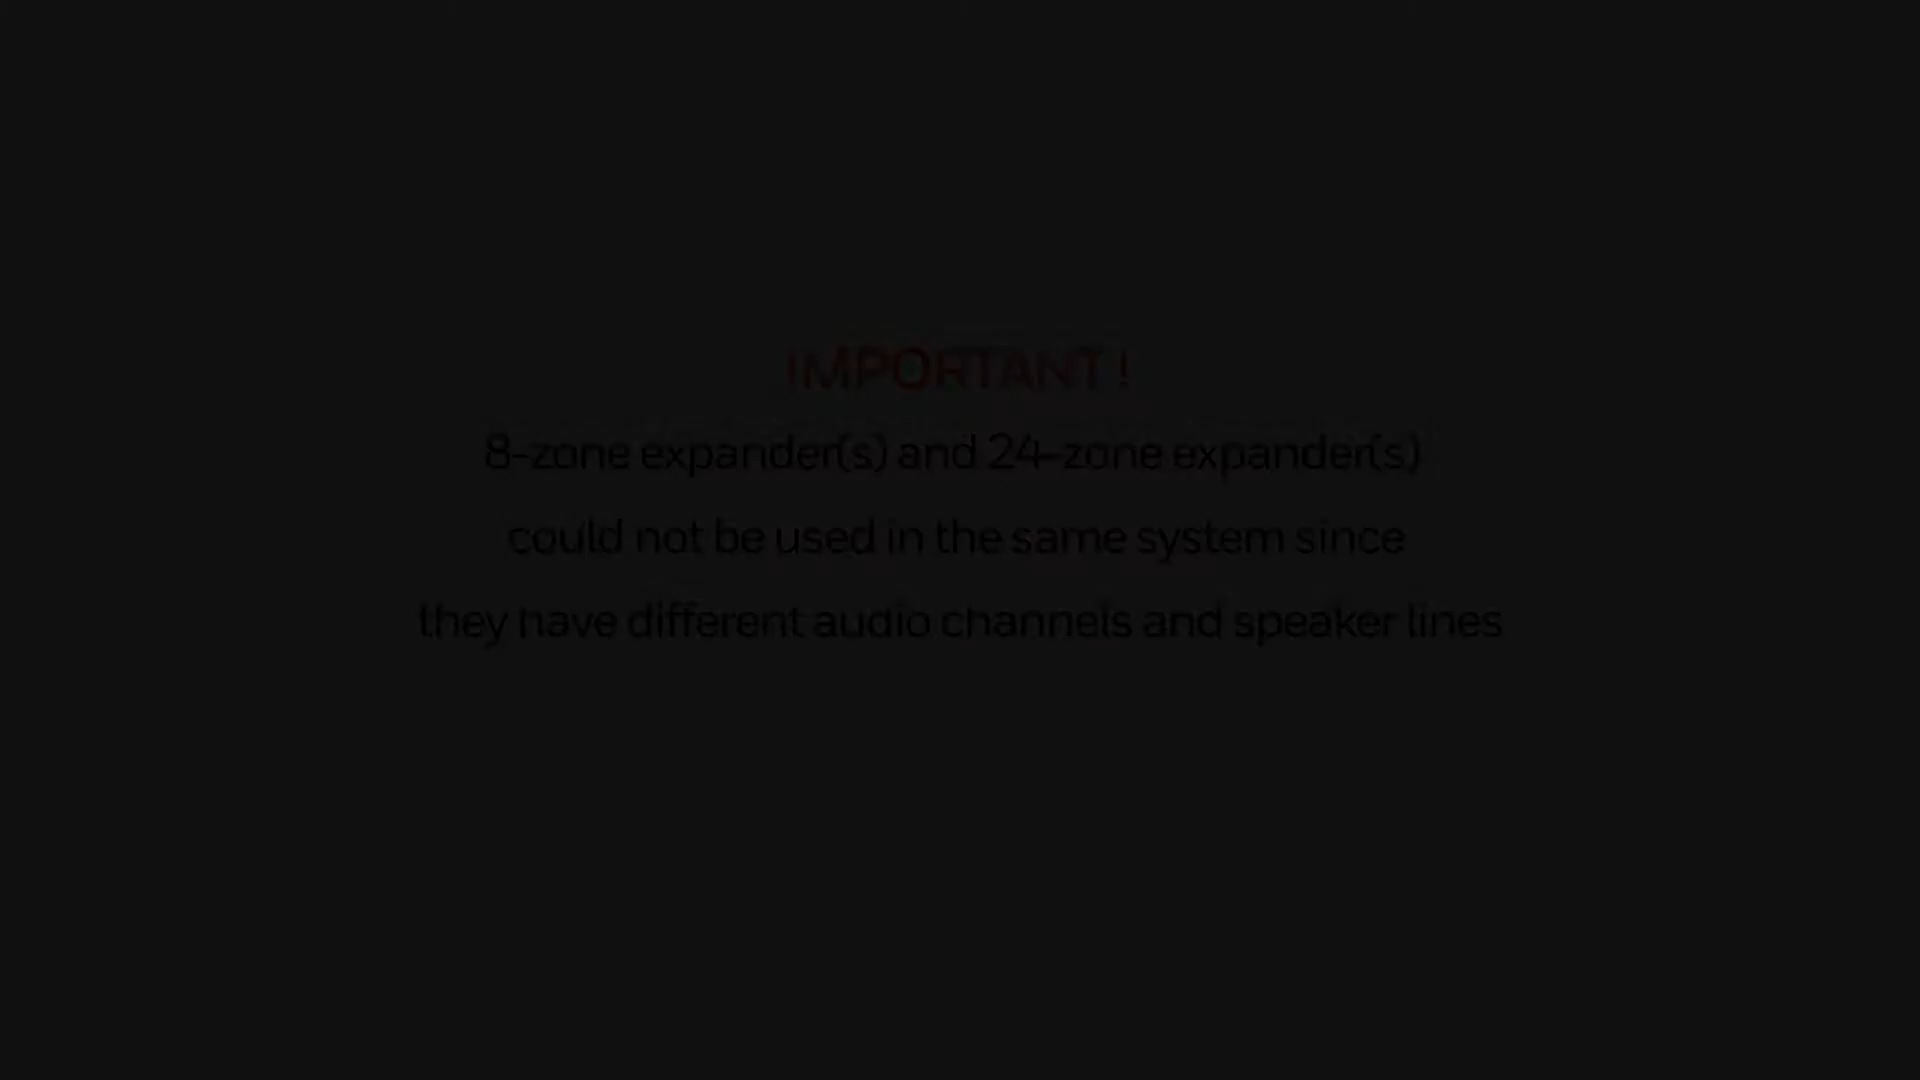 IMPORTANT !
8-zone expander(s) and 24-zone expander(s)
could not be used in the same system since
they have different audio channels and speaker lines